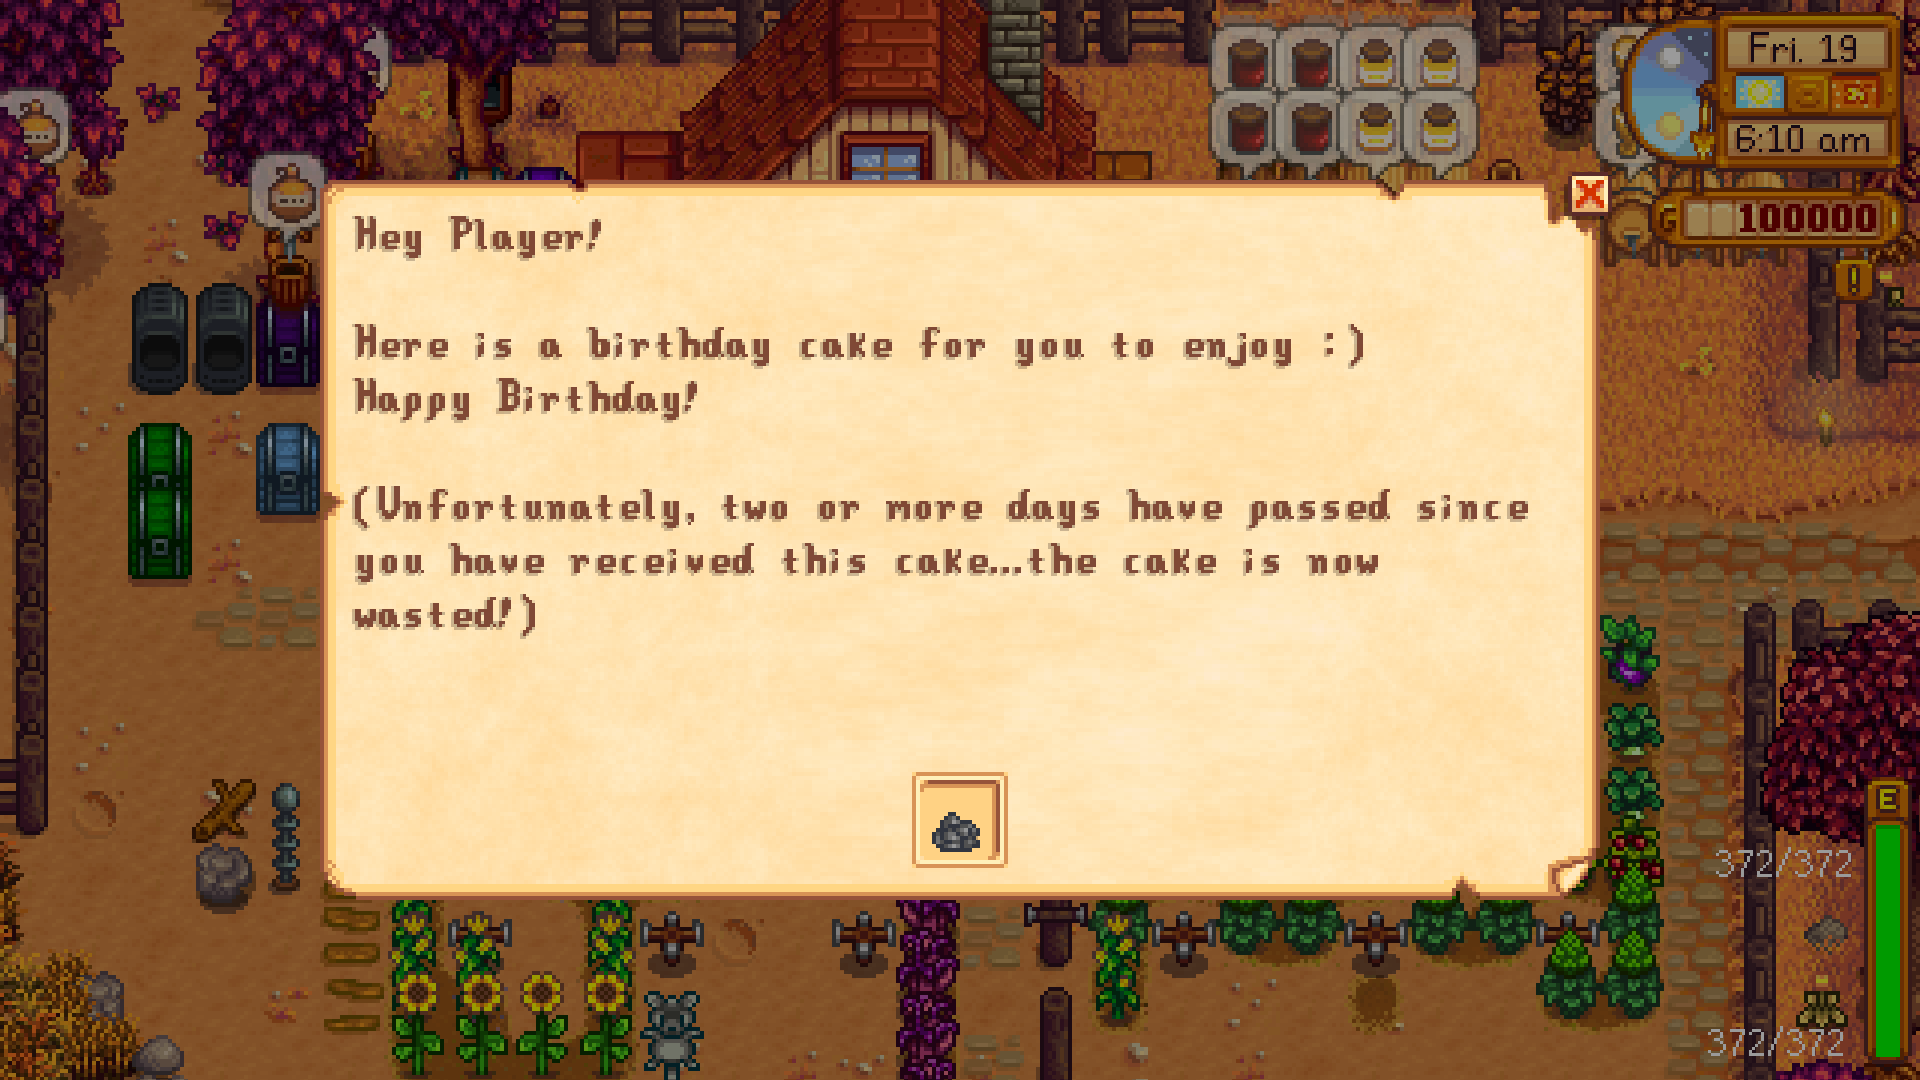 Fri. 19
6:10 am
G 100000
!
Hey Player!
Here is a birthday cake for you to enjoy :)
Happy Birthday!
(Unfortunately, two or more days have passed since
you have received this cake...the cake is now
wasted!)
E
372/372
372/372